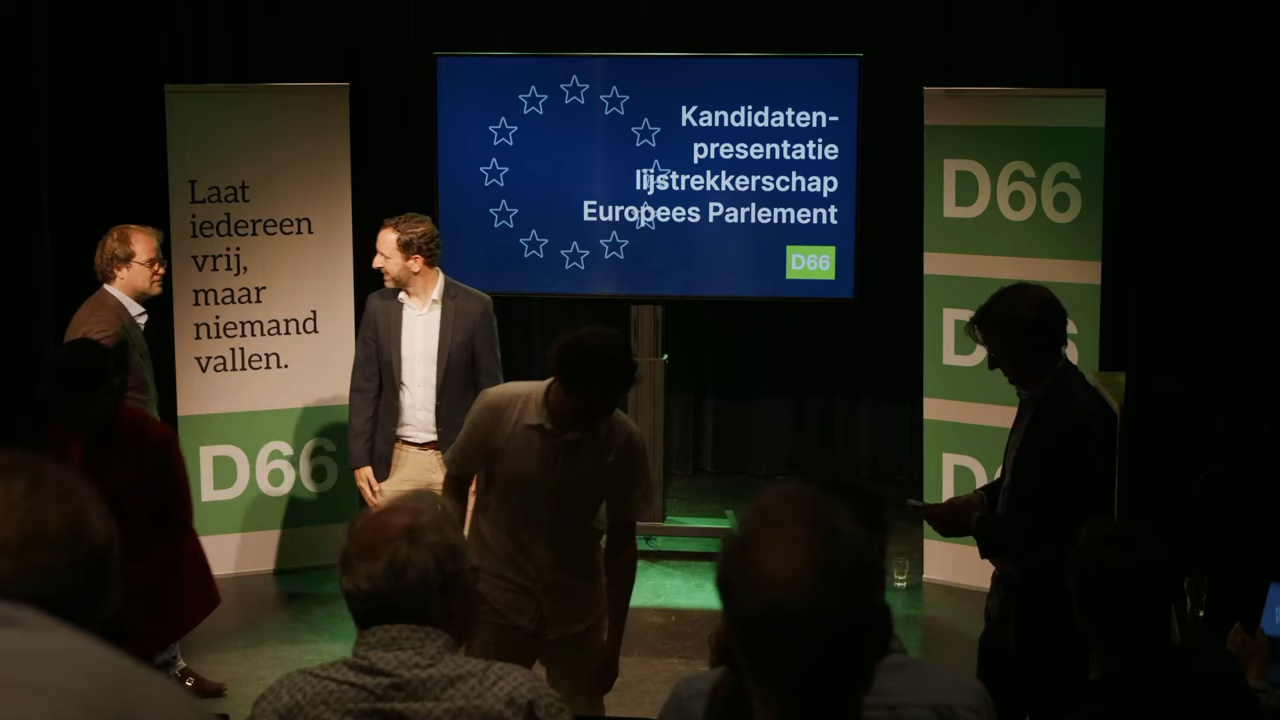 Laat
iedereen
vrij,
maar
niemand
vallen.
D66
Kandidaten-
presentatie
lijstrekkerschap
Europees Parlement
D66
D66